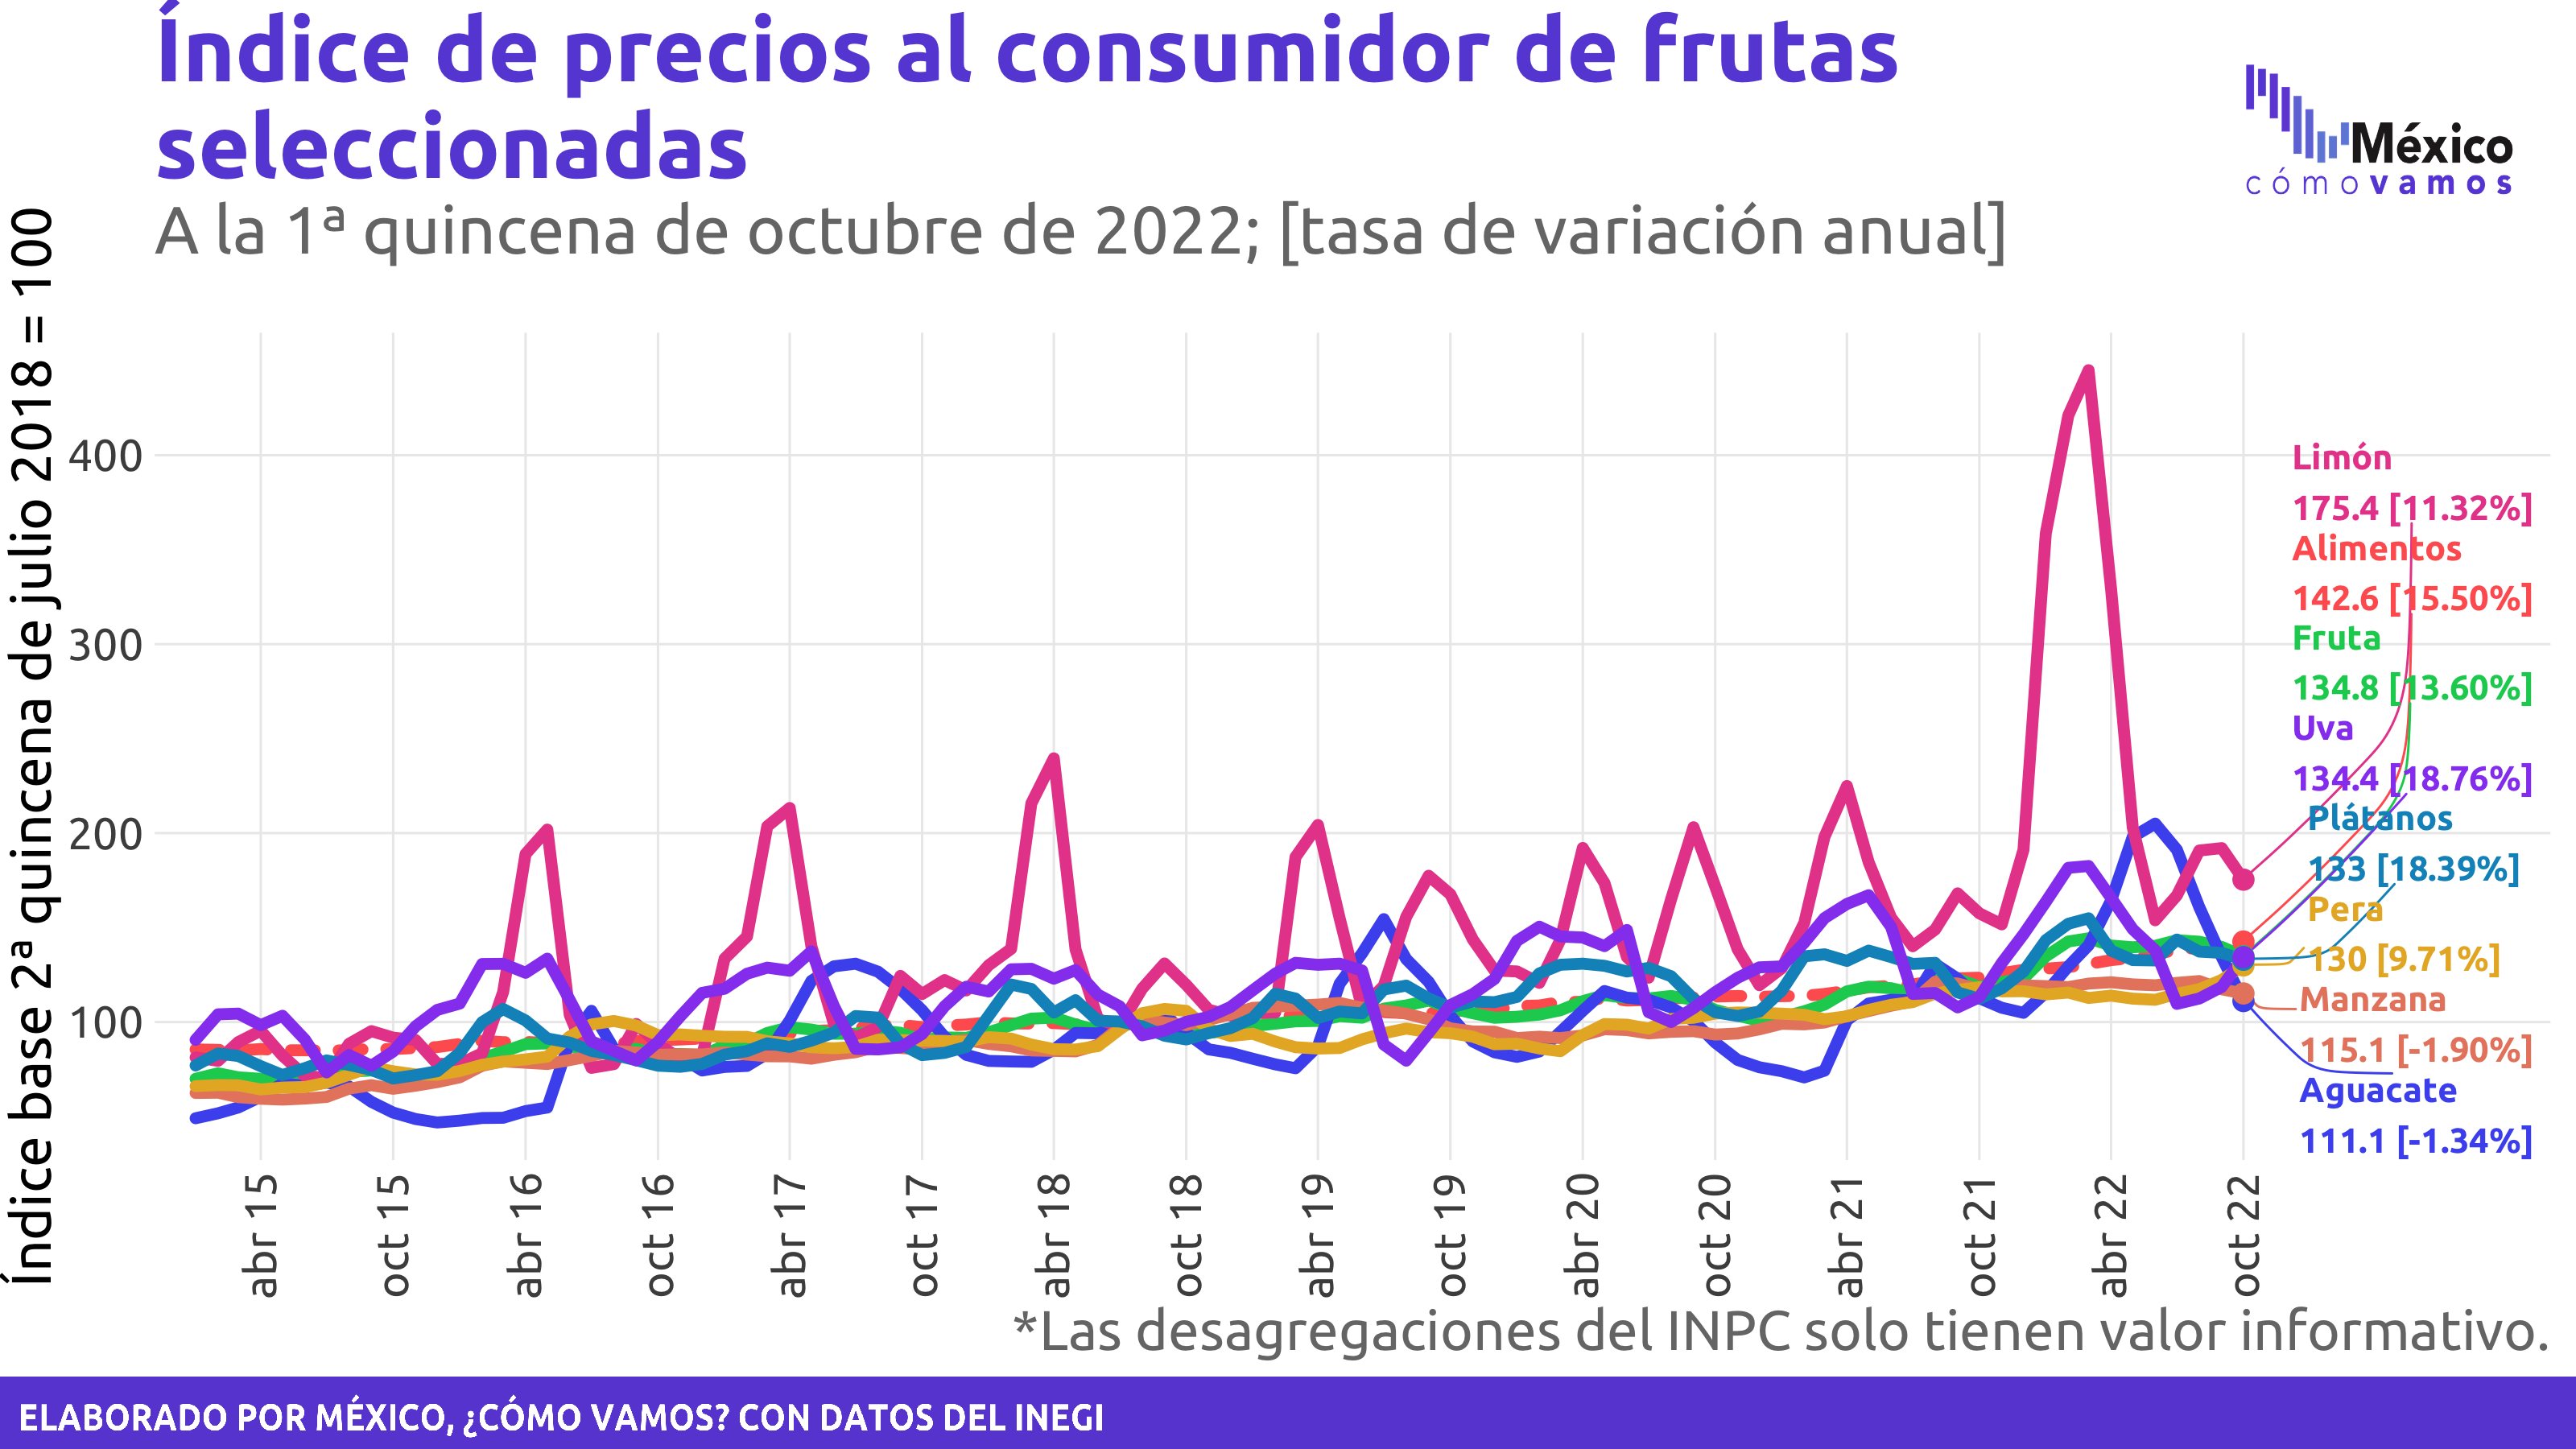 Índice de precios al consumidor de frutas
seleccionadas
A la 1ª quincena de octubre de 2022; [tasa de variación anual]
México
cómo vamos
Índice base 2ª quincena de julio 2018 = 100
400
300
200
100
Limón
175.4 [11.32%]
Alimentos
142.6 [15.50%]
Fruta
134.8 [13.60%]
Uva
134.4 [18.76%]
Plátanos
133 [18.39%]
Pera
130 [9.71%]
Manzana
115.1 [-1.90%]
Aguacate
111.1 [-1.34%]
abr 15
oct 15
abr 16
oct 16
abr 17
oct 17
abr 18
oct 18
abr 19
oct 19
abr 20
oct 20
abr 21
oct 21
abr 22
oct 22
*Las desagregaciones del INPC solo tienen valor informativo.
ELABORADO POR MÉXICO, ¿CÓMO VAMOS? CON DATOS DEL INEGI